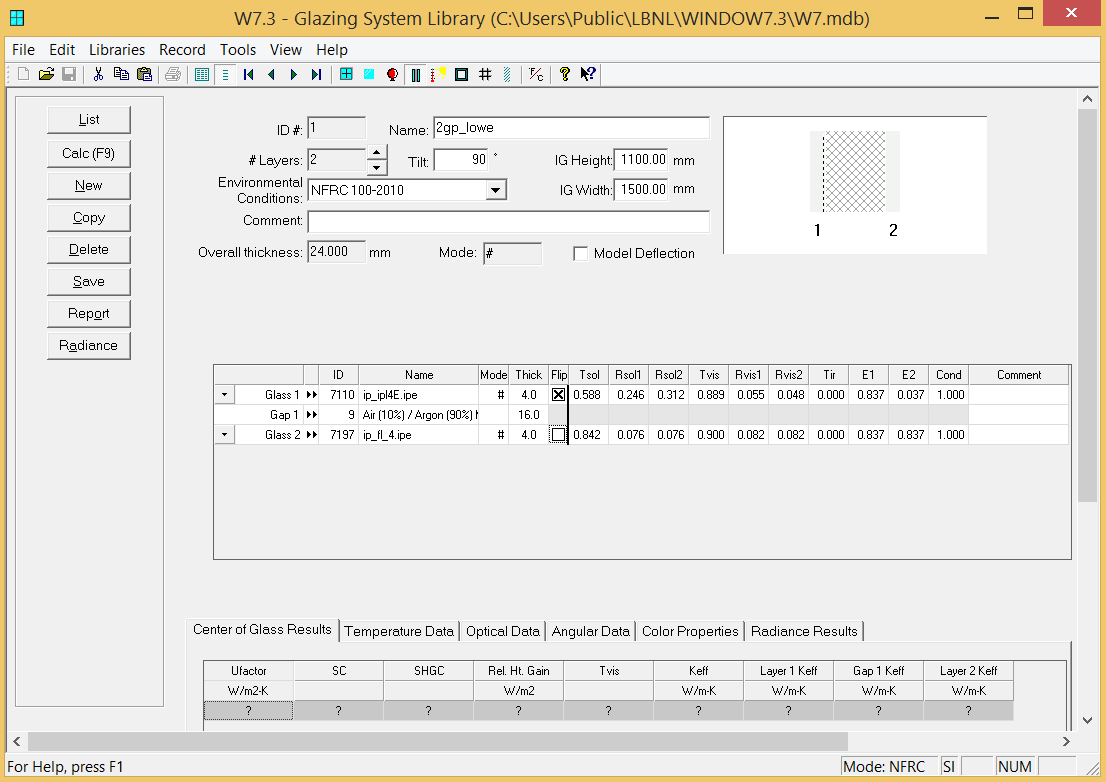 W7.3 - Glazing System Library (C:\Users\Public\LBNL\WINDOW7.3\W7.mdb)
File Edit Libraries Record Tools View Help
List
Calc (F9)
New
Copy
Delete
Save
Report
Radiance
ID #: 1 Name: 2gp_lowe
# Layers: 2 Tilt: 90 ° IG Height: 1100.00 mm
Environmental Conditions: NFRC 100-2010 IG Width: 1500.00 mm
Comment:
Overall thickness: 24.000 mm Mode: # Model Deflection
1 2
ID Name Mode Thick Flip Tsol Rsol1 Rsol2 Tvis Rvis1 Rvis2 Tir E1 E2 Cond Comment
Glass 1 7110 ip_ipl4E.ipe # 4.0 0.588 0.246 0.312 0.889 0.055 0.048 0.000 0.837 0.037 1.000
Gap 1 9 Air (10%) / Argon (90%) 16.0
Glass 2 7197 ip_fl_4.ipe # 4.0 0.842 0.076 0.076 0.900 0.082 0.082 0.000 0.837 0.837 1.000
Center of Glass Results Temperature Data Optical Data Angular Data Color Properties Radiance Results
Ufactor SC SHGC Rel. Ht. Gain Tvis Keff Layer 1 Keff Gap 1 Keff Layer 2 Keff
W/m2-K W/m2 W/m-K W/m-K W/m-K W/m-K
? ? ? ? ? ? ? ? ?
For Help, press F1 Mode: NFRC SI NUM